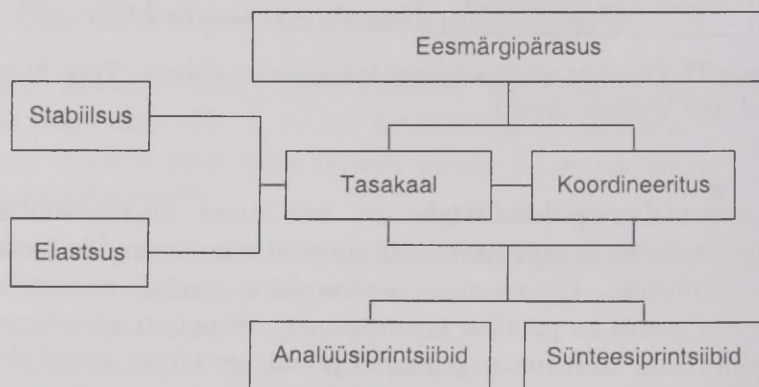 Eesmärgipärasus
Stabiilsus
Tasakaal
Koordineeritus
Elastsus
Analüüsiprintsiibid
Sünteesiprintsiibid